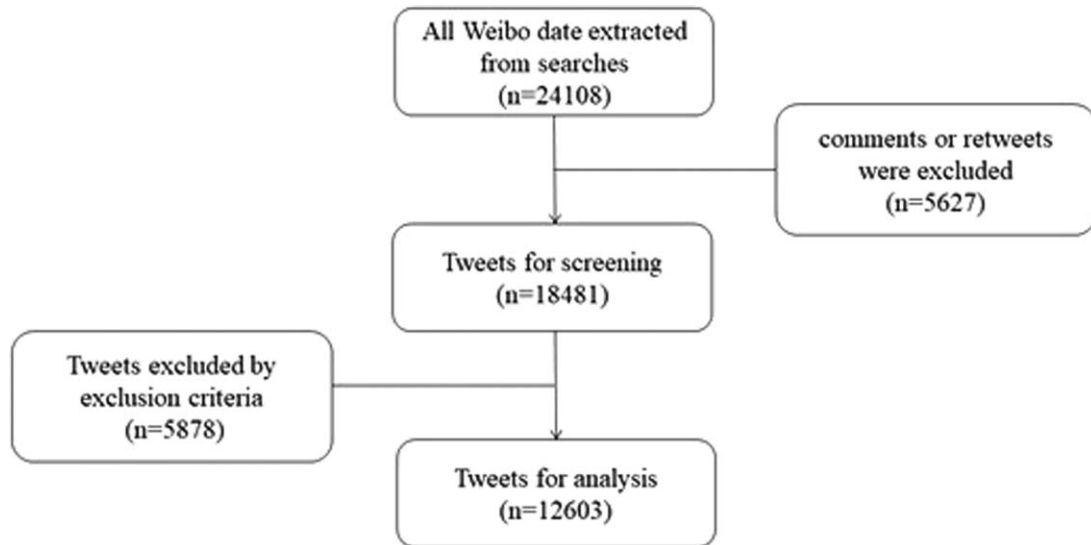 All Weibo date extracted
from searches
(n=24108)
comments or retweets
were excluded
(n=5627)
Tweets for screening
(n=18481)
Tweets excluded by
exclusion criteria
(n=5878)
Tweets for analysis
(n=12603)